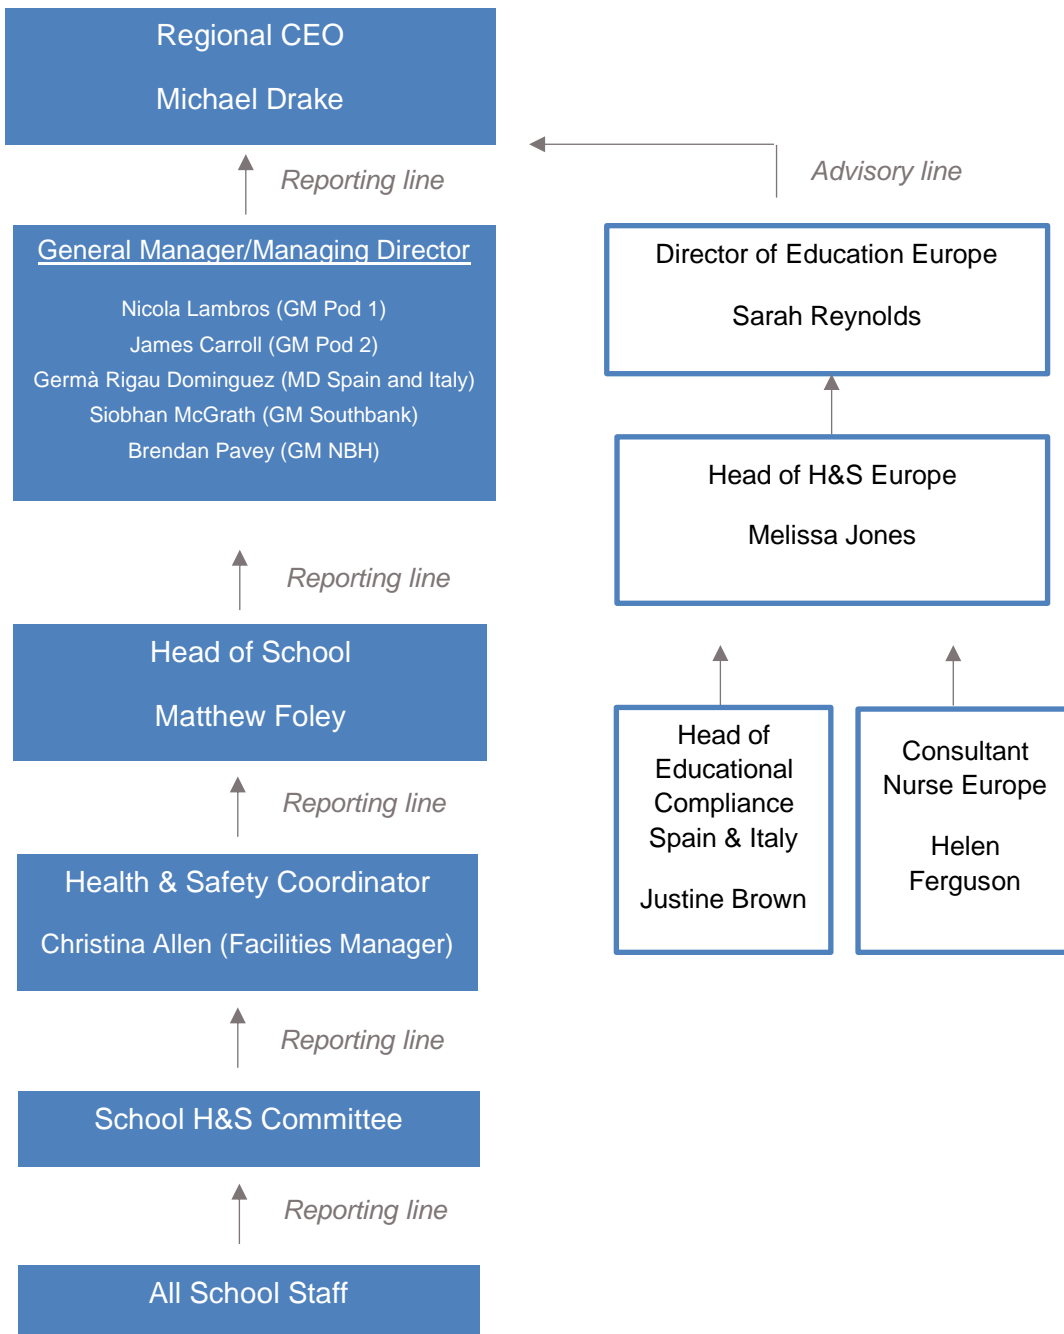 Regional CEO
Michael Drake
Reporting line
Advisory line
General Manager/Managing Director
Nicola Lambros (GM Pod 1)
James Carroll (GM Pod 2)
Germà Rigau Dominguez (MD Spain and Italy)
Siobhan McGrath (GM Southbank)
Brendan Pavey (GM NBH)
Director of Education Europe
Sarah Reynolds
Head of H&S Europe
Melissa Jones
Reporting line
Head of School
Matthew Foley
Reporting line
Head of
Educational
Compliance
Spain & Italy
Justine Brown
Consultant
Nurse Europe
Helen
Ferguson
Health & Safety Coordinator
Christina Allen (Facilities Manager)
Reporting line
School H&S Committee
Reporting line
All School Staff